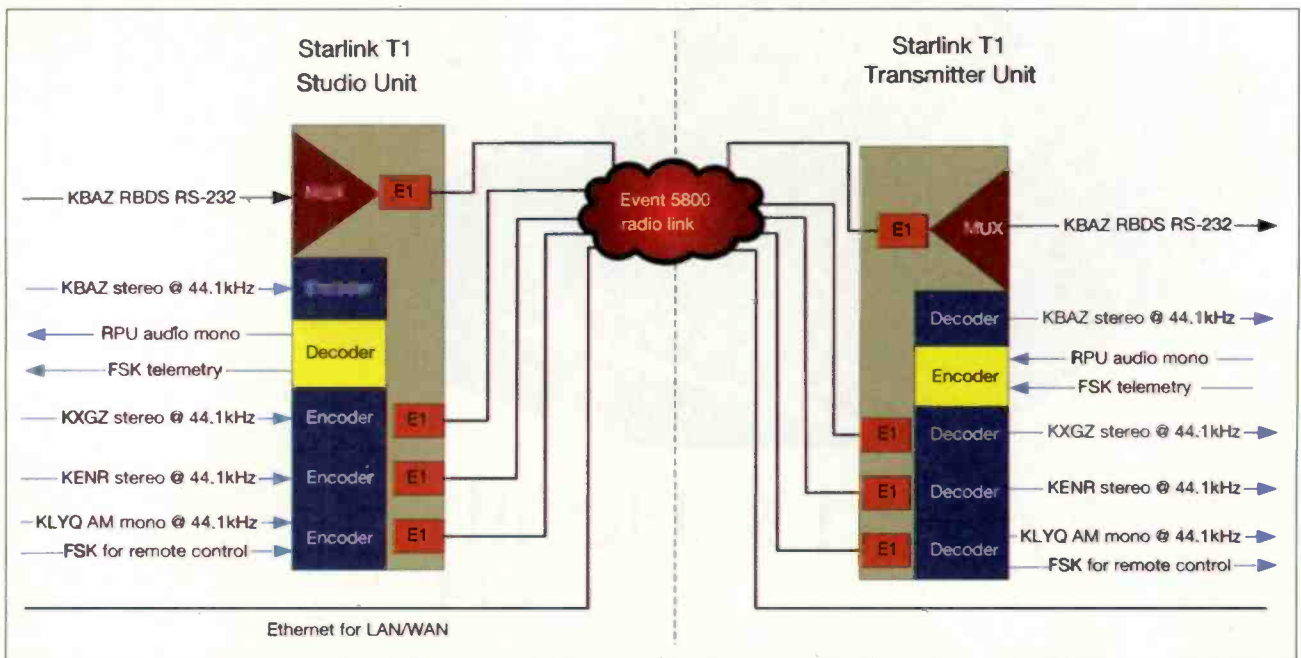 Starlink T1
Studio Unit
Starlink T1
Transmitter Unit
KBAZ RBDS RS-232
E1
KBAZ stereo @ 44.1kHz
RPU audio mono
FSK telemetry
Decoder
KXGZ stereo @ 44.1kHz
Encoder
E1
KENR stereo @ 44.1kHz
Encoder
E1
KLYQ AM mono @ 44.1kHz
FSK for remote control
Encoder
E1
Ethernet for LAN/WAN
Event 5800
radio link
E1
MUX
KBAZ RBDS RS-232
Decoder
KBAZ stereo @ 44.1kHz
Encoder
RPU audio mono
FSK telemetry
E1
Decoder
KXGZ stereo @ 44.1kHz
E1
Decoder
KENR stereo @ 44.1kHz
E1
Decoder
KLYQ AM mono @ 44.1kHz
FSK for remote control